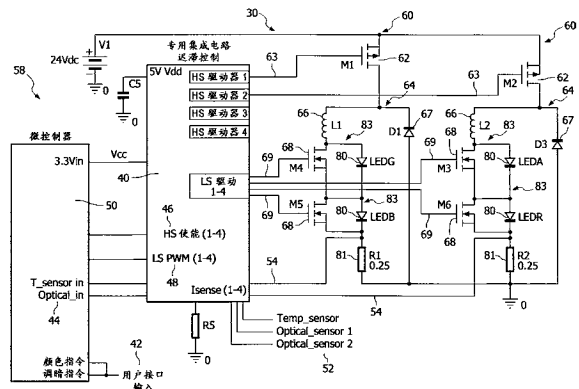 30
60
60
V1
24Vdc
专用集成电路
迟滞控制
58
C5
0
5V Vdd
HS 驱动器 1
HS 驱动器 2
HS 驱动器 3
HS 驱动器 4
63
M1
62
63
M2
62
64
64
微控制器
3.3Vin
Vcc
50
40
66
L1
83
D1
67
66
L2
83
67
D3
68
M4
80
LEDG
69
68
M3
80
LEDA
LS 驱动
1-4
69
83
69
83
M5
68
80
LEDB
M6
68
80
LEDR
69
46
HS 使能 (1-4)
LS PWM (1-4)
48
54
81
R1
0.25
81
R2
0.25
T_sensor in
Optical_in
44
Isense (1-4)
54
0
R5
0
Temp_sensor
Optical_sensor 1
Optical_sensor 2
52
颜色指令
调暗指令
42
用户接口
输入